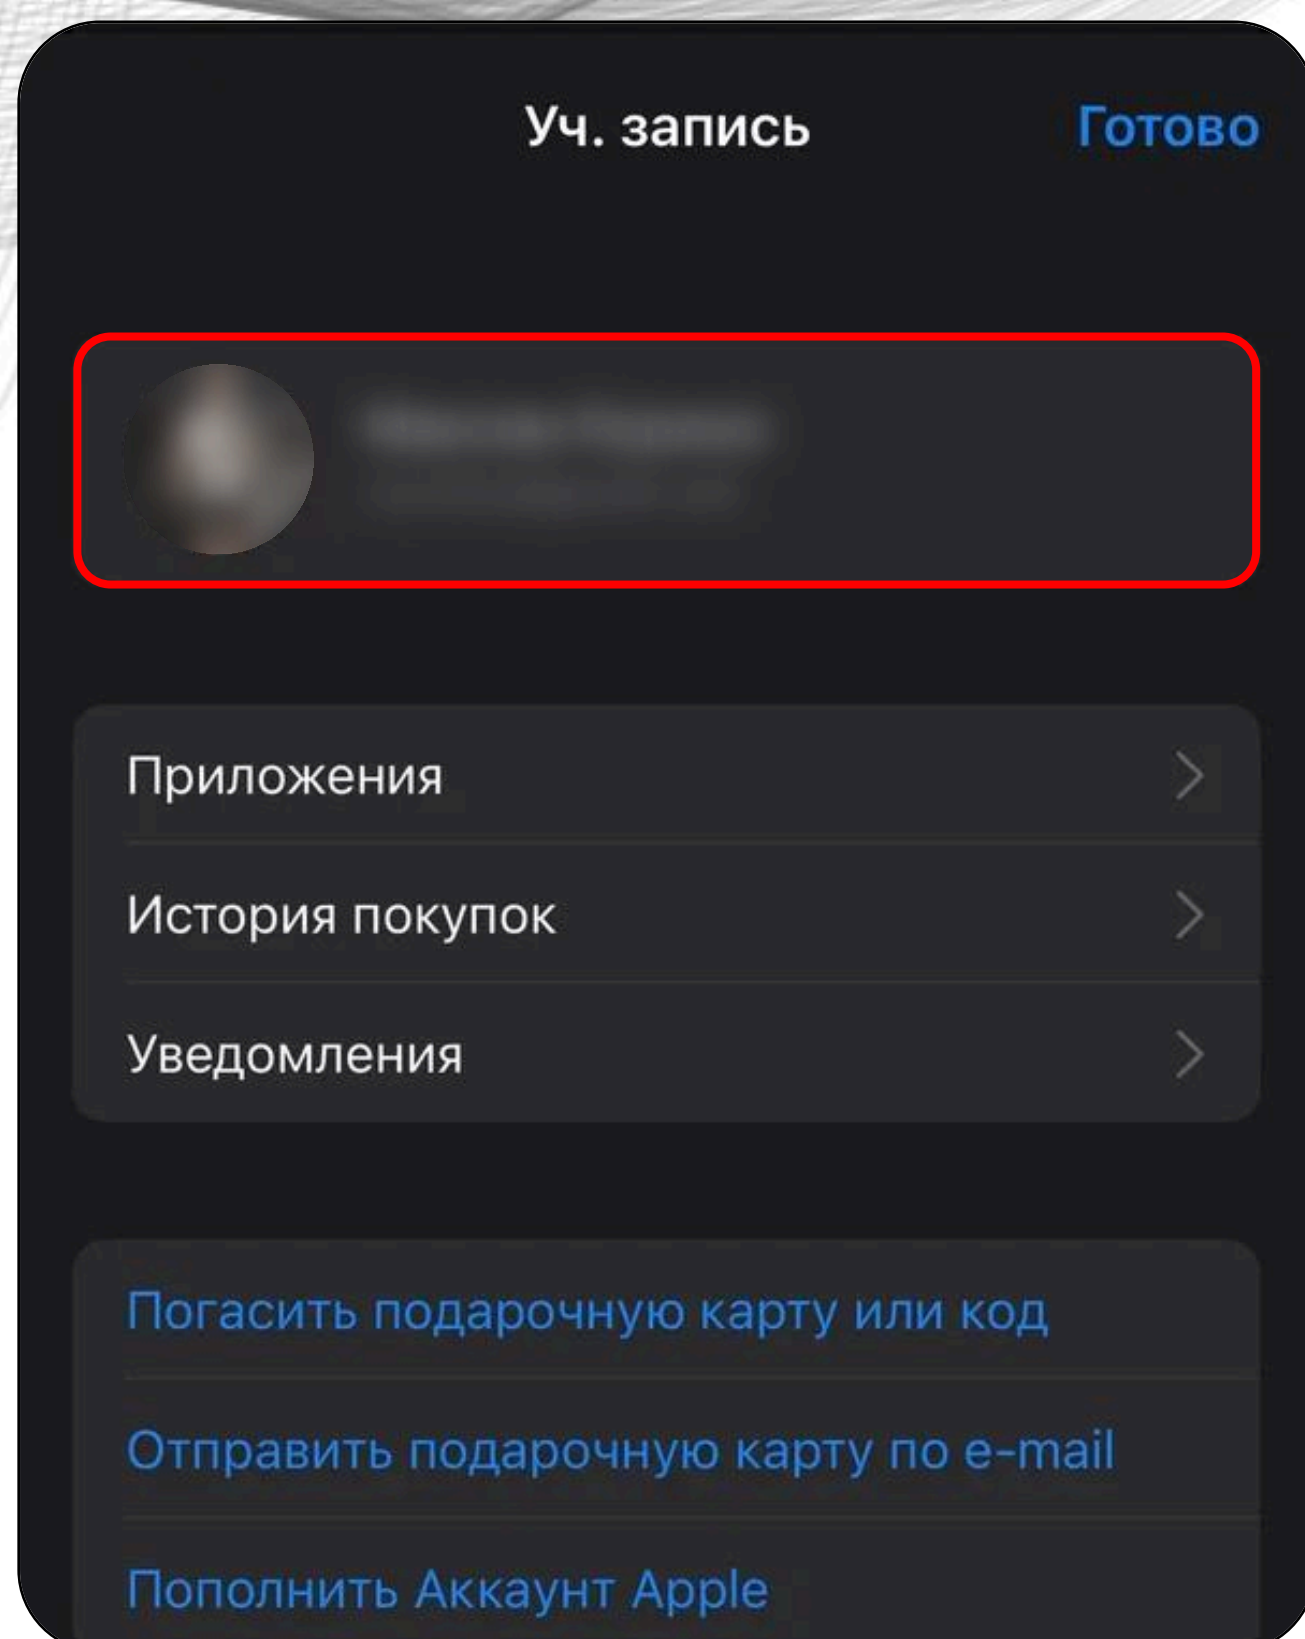 Уч. запись
Готово
Приложения
История покупок
Уведомления
Погасить подарочную карту или код
Отправить подарочную карту по e-mail
Пополнить Аккаунт Apple